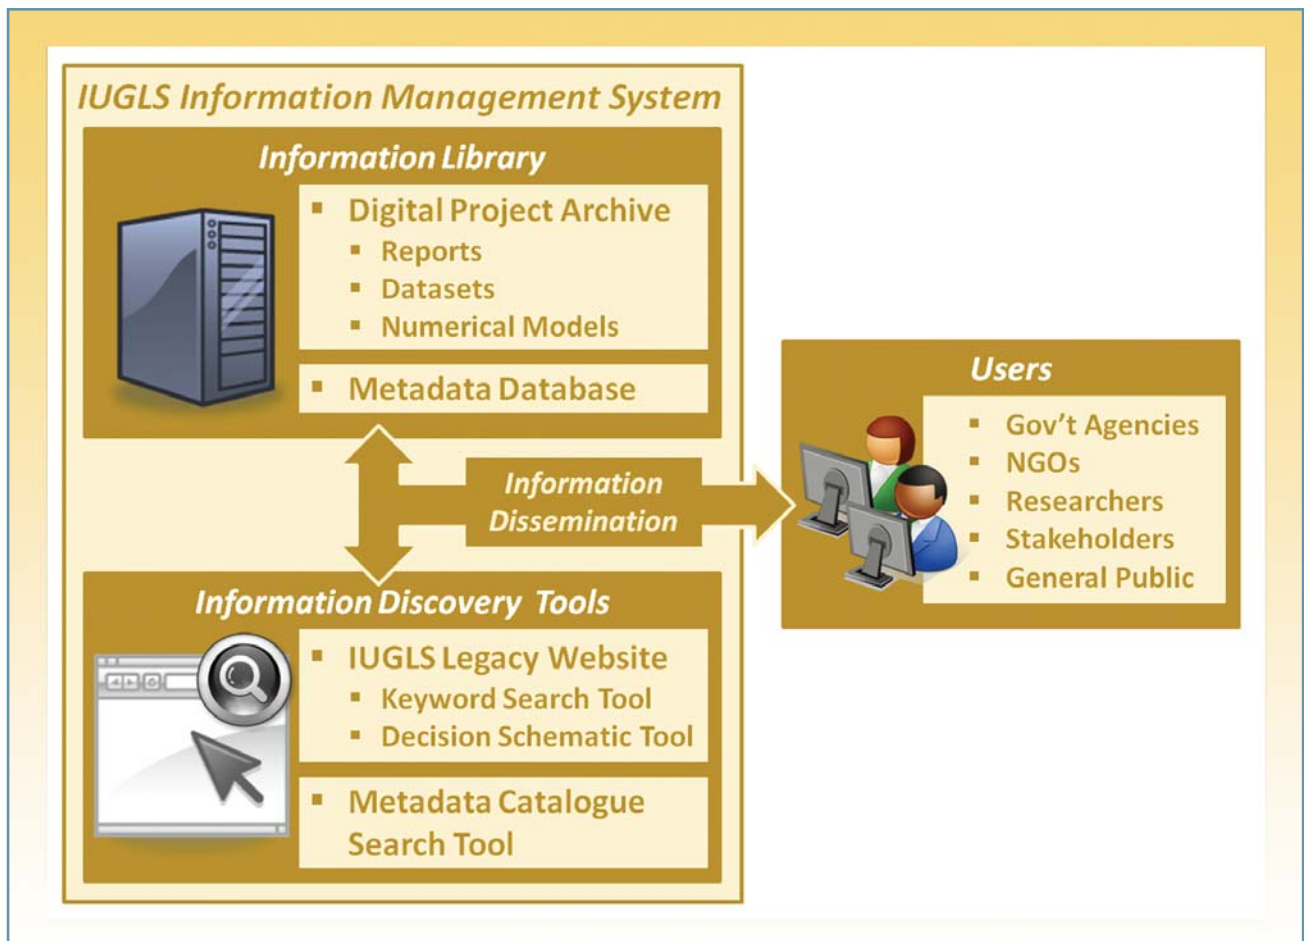 IUGLS Information Management System
Information Library
▪ Digital Project Archive
▪ Reports
▪ Datasets
▪ Numerical Models
▪ Metadata Database
Information
Dissemination
Users
▪ Gov't Agencies
▪ NGOs
▪ Researchers
▪ Stakeholders
▪ General Public
Information Discovery Tools
▪ IUGLS Legacy Website
▪ Keyword Search Tool
▪ Decision Schematic Tool
▪ Metadata Catalogue
Search Tool